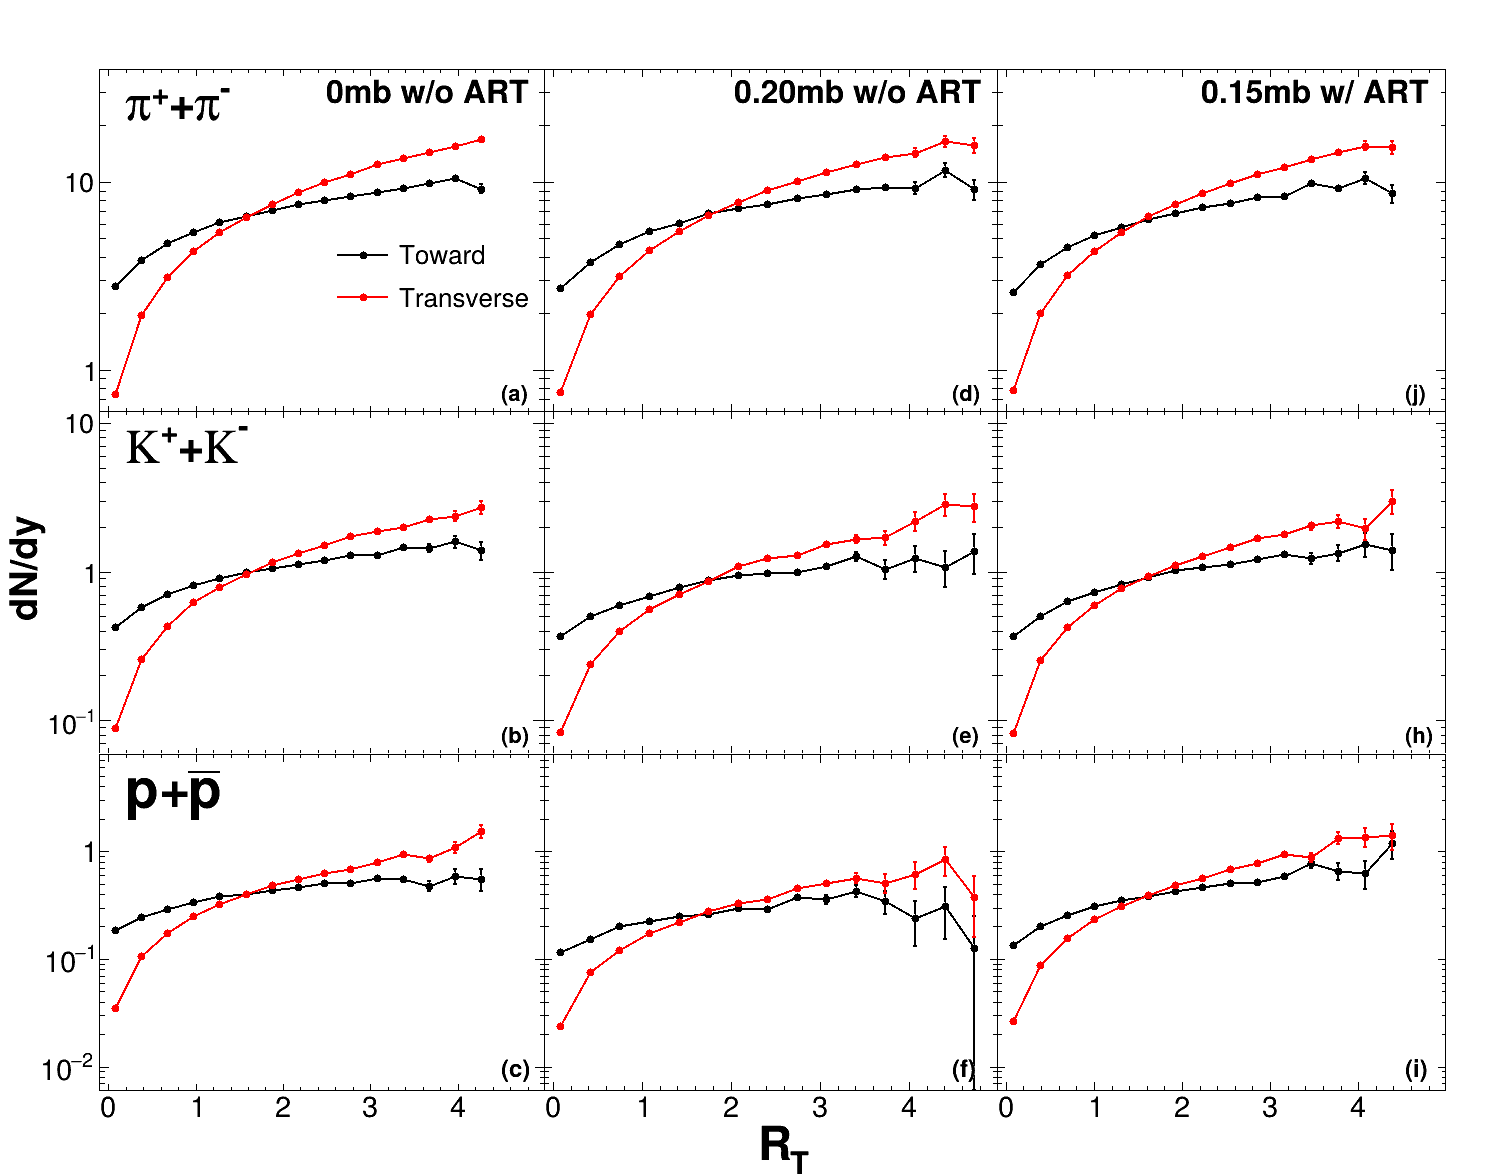 π⁺+π⁻
0mb w/o ART
0.20mb w/o ART
0.15mb w/ ART
10
1
Toward
Transverse
(a)
(d)
(j)
K⁺+K⁻
10
1
10⁻¹
(b)
(e)
(h)
dN/dy
p+p̅
1
10⁻¹
10⁻²
(c)
(f)
(i)
0 1 2 3 4
0 1 2 3 4
0 1 2 3 4
R_T